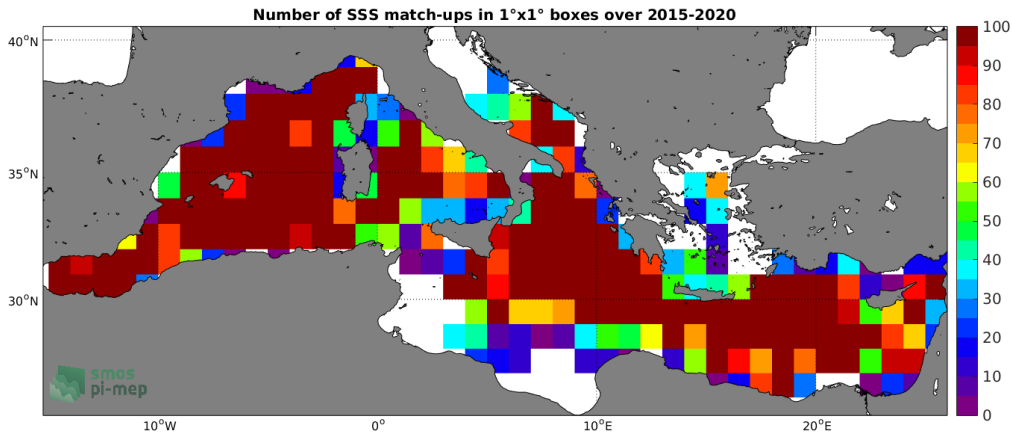 Number of SSS match-ups in 1°x1° boxes over 2015-2020
40°N
35°N
30°N
10°W
0°
10°E
20°E
100
90
80
70
60
50
40
30
20
10
0
smos
pi-mep